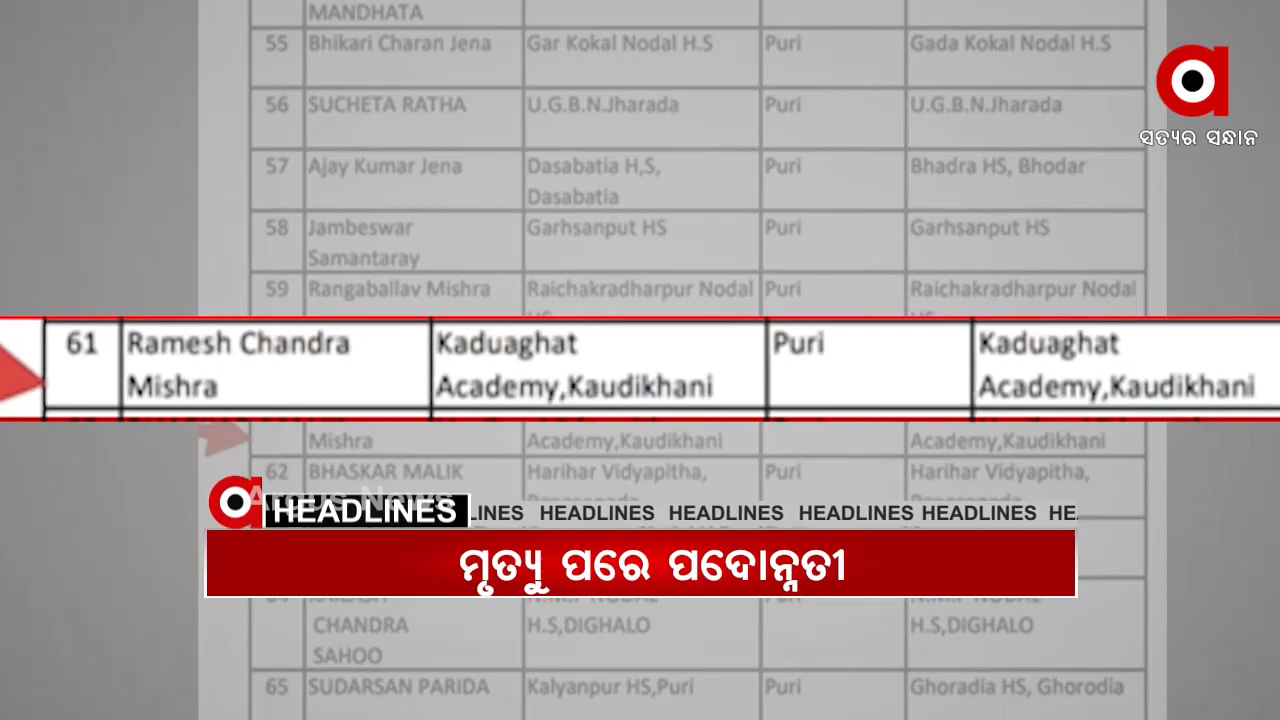 MANDHATA
55 Bhikari Charan Jena Gar Kokal Nodal H.S Puri Gada Kokal Nodal H.S
56 SUCHETA RATHA U.G.B.N.Jharada Puri U.G.B.N.Jharada
ସତ୍ୟର ସନ୍ଧାନ
57 Ajay Kumar Jena Dasabatia H,S, Puri Bhadra HS, Bhodar
Dasabatia
58 Jambeswar Garhsanput HS Puri Garhsanput HS
Samantaray
59 Rangaballav Mishra Raichakradharpur Nodal Puri Raichakradharpur Nodal
61 Ramesh Chandra Kaduaghat Puri Kaduaghat
Mishra Academy,Kaudikhani Academy,Kaudikhani
Mishra Academy,Kaudikhani Academy,Kaudikhani
62 BHASKAR MALIK Harihar Vidyapitha, Puri Harihar Vidyapitha,
Argus News
HEADLINES LINES HEADLINES HEADLINES HEADLINES HEADLINES HE
ମୃତ୍ୟୁ ପରେ ପଦୋନ୍ନତୀ
CHANDRA H.S,DIGHALO H.S,DIGHALO
SAHOO
65 SUDARSAN PARIDA Kalyanpur HS,Puri Puri Ghoradia HS, Ghorodia